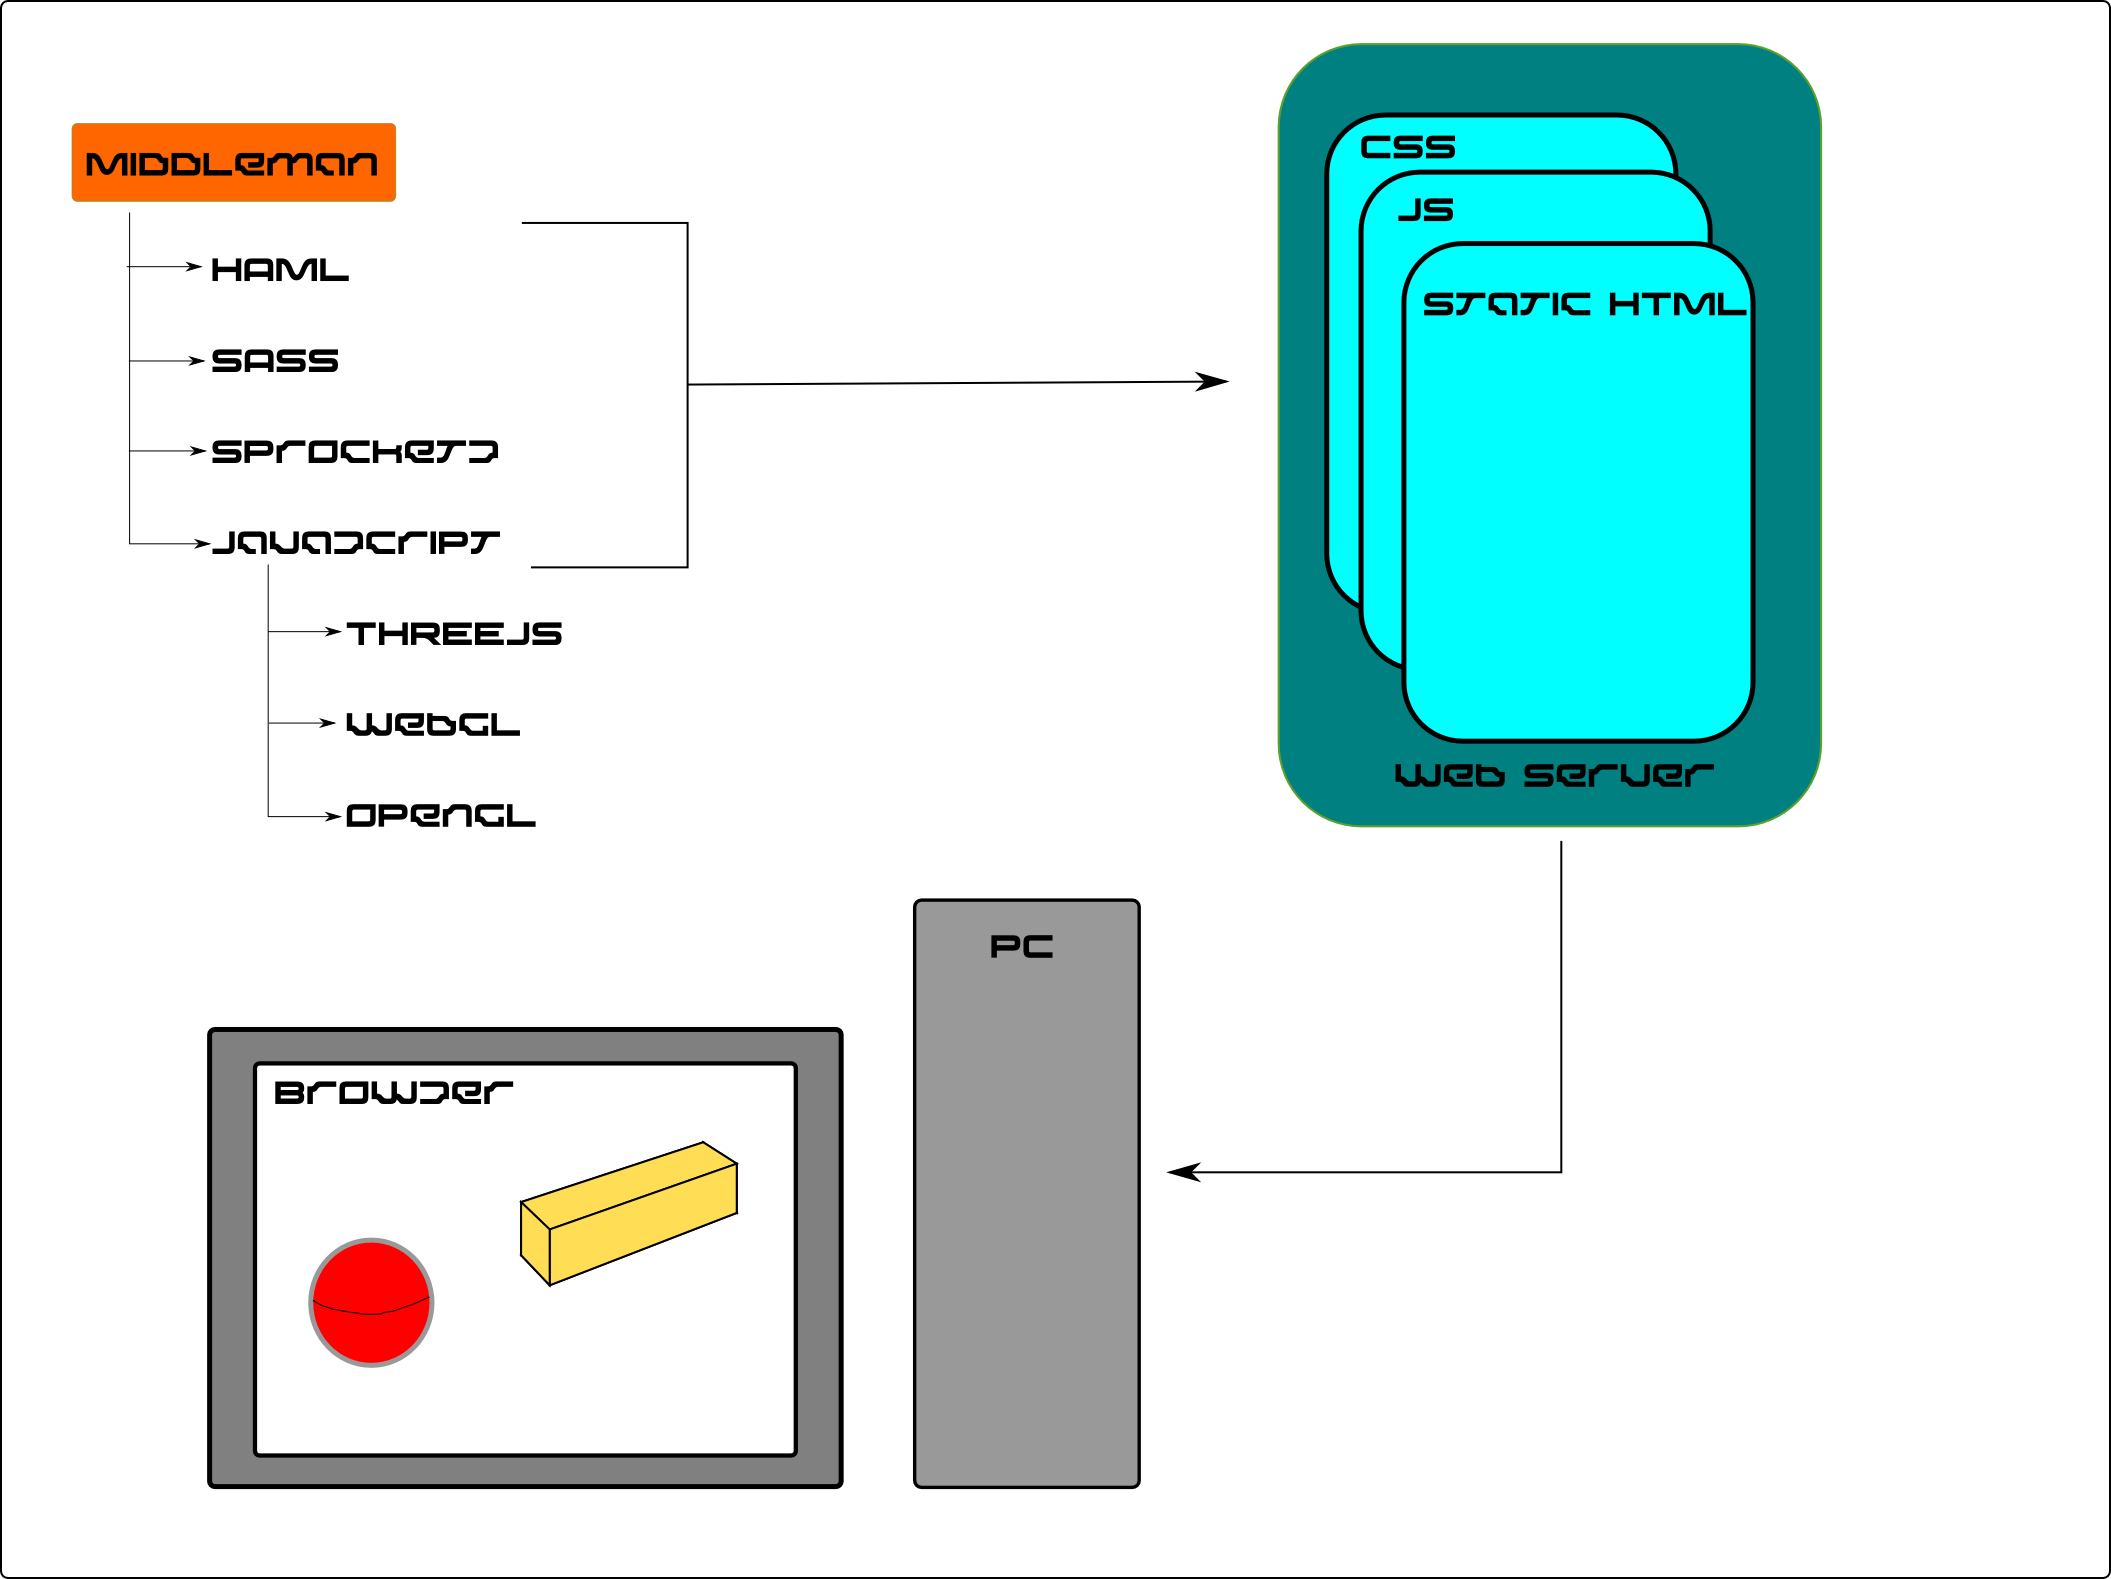 MIDDLeman
HAML
SASS
SProckets
Javascript
THREEJS
WebGL
OPenGL
CSS
JS
Static HTML
Web Server
PC
Browser